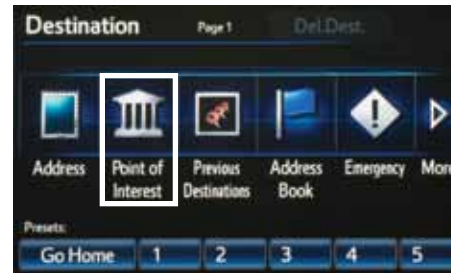 Destination Page 1 Del.Dest.
Address Point of Interest Previous Destinations Address Book Emergency More
Presets:
Go Home 1 2 3 4 5